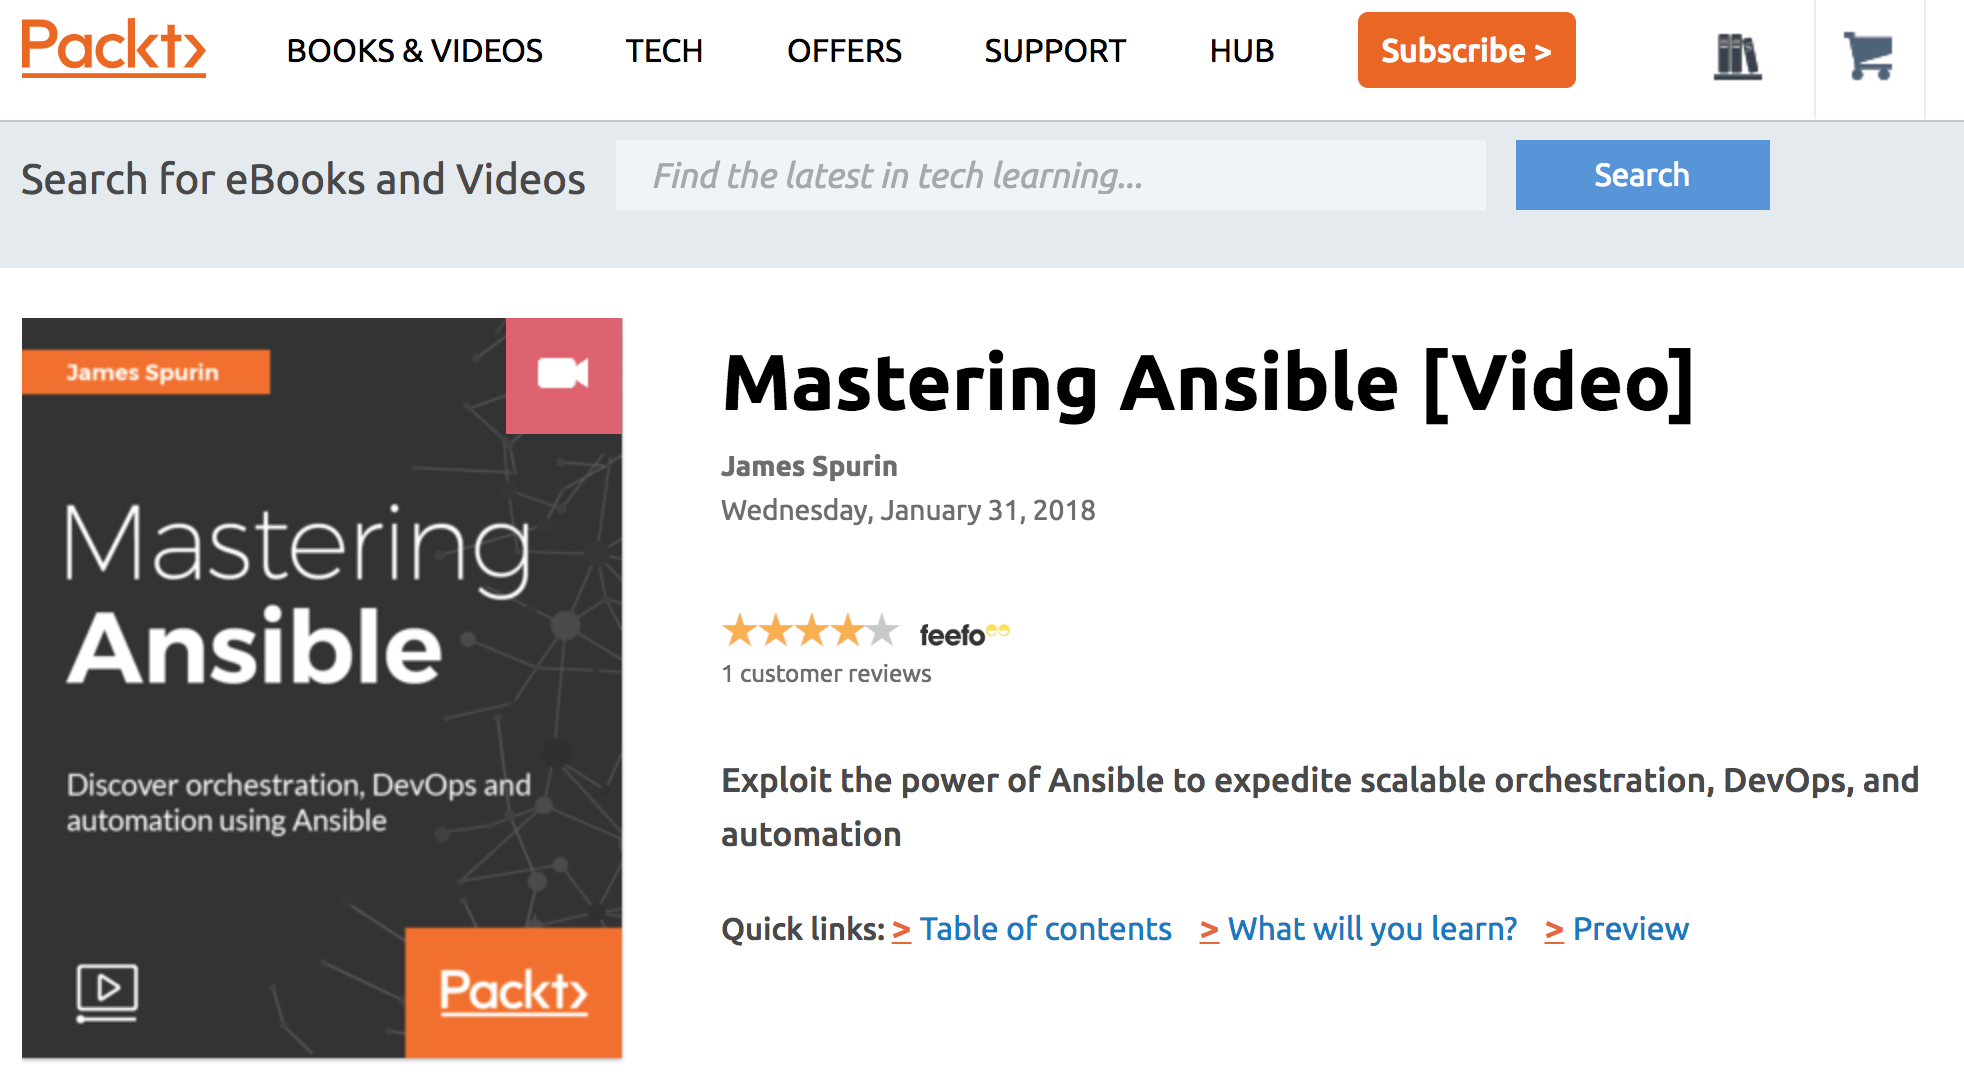 Packt>
BOOKS & VIDEOS TECH OFFERS SUPPORT HUB Subscribe >
Search for eBooks and Videos Find the latest in tech learning... Search
James Spurin
Mastering
Ansible
Discover orchestration, DevOps and
automation using Ansible
Packt>
Mastering Ansible [Video]
James Spurin
Wednesday, January 31, 2018
feefo
1 customer reviews
Exploit the power of Ansible to expedite scalable orchestration, DevOps, and
automation
Quick links: > Table of contents > What will you learn? > Preview